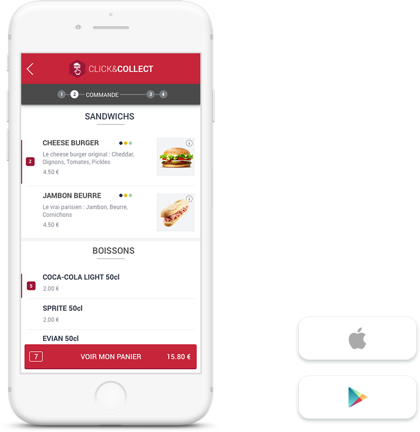 CLICK&COLLECT
1 2 COMMANDE 3 4
SANDWICHS
CHEESE BURGER
Le cheese burger original : Cheddar,
Oignons, Tomates, Pickles
2
4.50 €
JAMBON BEURRE
Le vrai parisien : Jambon, Beurre,
Cornichons
4.50 €
BOISSONS
COCA-COLA LIGHT 50cl
5
2.00 €
SPRITE 50cl
2.00 €
EVIAN 50cl
7 VOIR MON PANIER 15.80 €